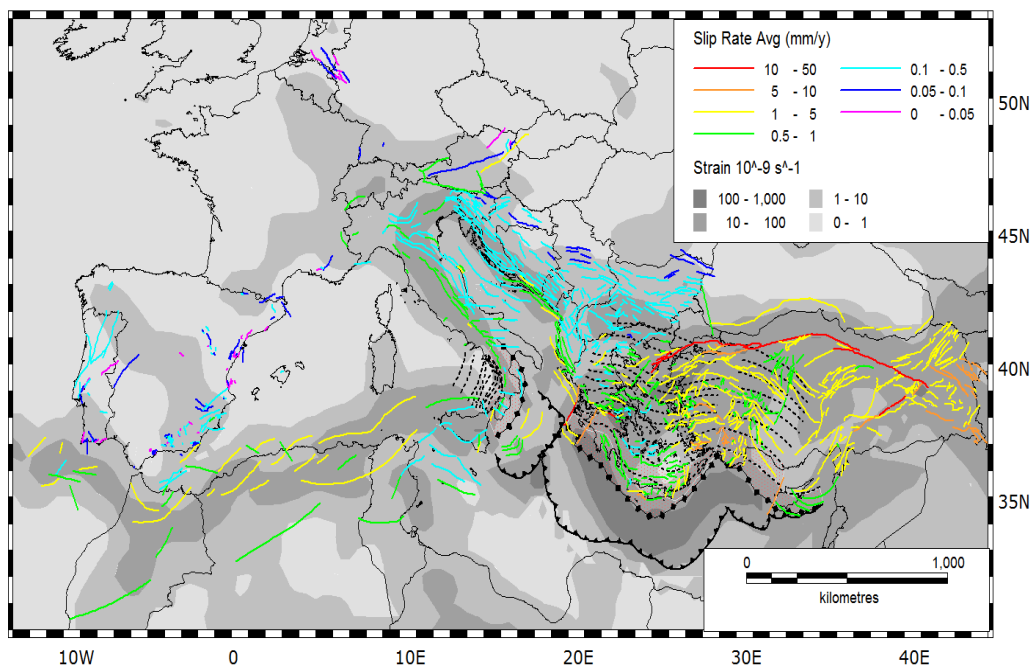 Slip Rate Avg (mm/y)
10 - 50
0.1 - 0.5
5 - 10
0.05 - 0.1
1 - 5
0 - 0.05
0.5 - 1
Strain 10^-9 s^-1
100 - 1,000
1 - 10
10 - 100
0 - 1
50N
45N
40N
35N
0 1,000
kilometres
10W 0 10E 20E 30E 40E